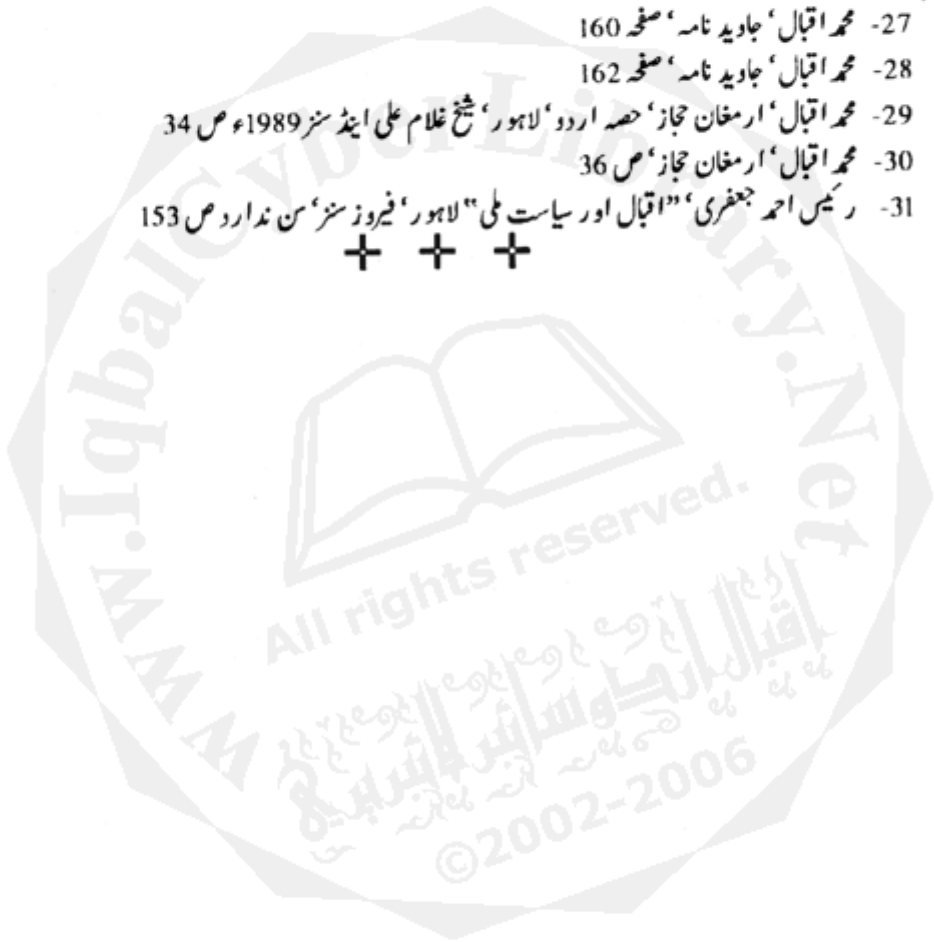 27- محمد اقبال‘ جاوید نامہ‘ صفحہ 160
28- محمد اقبال‘ جاوید نامہ‘ صفحہ 162
29- محمد اقبال‘ ارمغان حجاز‘ حصہ اردو‘ لاہور‘ شیخ غلام علی اینڈ سنز 1989ء ص 34
30- محمد اقبال‘ ارمغان حجاز‘ ص 36
31- رئیس احمد جعفری‘ “اقبال اور سیاست ملی” لاہور‘ فیروز سنز‘ سن ندارد ص 153
www.IqbalCyberLibrary.Net
All rights reserved.
©2002-2006